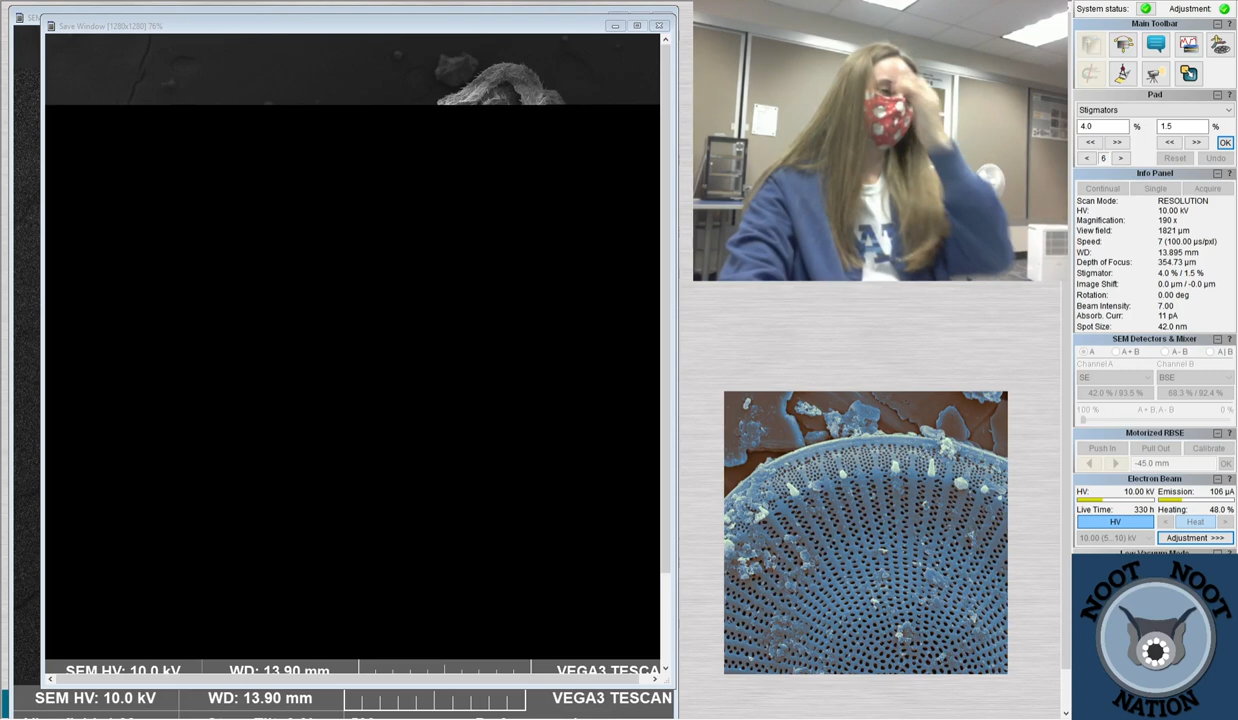 SEM
Save Window [1280x1280] 76%
SEM HV: 10.0 kV WD: 13.90 mm VEGA3 TESCA
SEM HV: 10.0 kV WD: 13.90 mm VEGA3 TESCAN
System status: Adjustment:
Main Toolbar
Pad
Stigmators
4.0 % 1.5 %
<< >> << >> OK
< 6 > Reset Undo
Info Panel
Continual Single Acquire
Scan Mode: RESOLUTION
HV: 10.00 kV
Magnification: 190 x
View field: 1821 µm
Speed: 7 (100.00 µs/pxl)
WD: 13.895 mm
Depth of Focus: 354.73 µm
Stigmator: 4.0 % / 1.5 %
Image Shift: 0.0 µm / -0.0 µm
Rotation: 0.00 deg
Beam Intensity: 7.00
Absorb. Curr: 11 pA
Spot Size: 42.0 nm
SEM Detectors & Mixer
A A + B A - B A | B
Channel A Channel B
SE BSE
42.0 % / 93.5 % 68.3 % / 92.4 %
100 % A + B; A - B 0 %
Motorized RBSE
Push In Pull Out Calibrate
-45.0 mm OK
Electron Beam
HV: 10.00 kV Emission: 106 µA
Live Time: 330 h Heating: 48.0 %
HV < Heat >
10.00 (5...10) kV Adjustment >>>
Low Vacuum Mode
NOOT NOOT
NATION